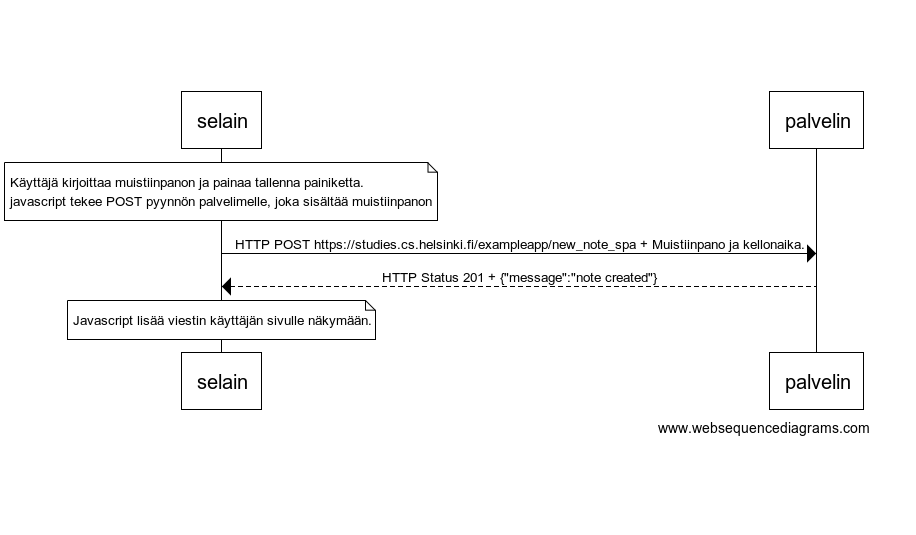 selain
palvelin
Käyttäjä kirjoittaa muistiinpanon ja painaa tallenna painiketta.
javascript tekee POST pyynnön palvelimelle, joka sisältää muistiinpanon
HTTP POST https://studies.cs.helsinki.fi/exampleapp/new_note_spa + Muistiinpano ja kellonaika.
HTTP Status 201 + {"message":"note created"}
Javascript lisää viestin käyttäjän sivulle näkymään.
selain
palvelin
www.websequencediagrams.com